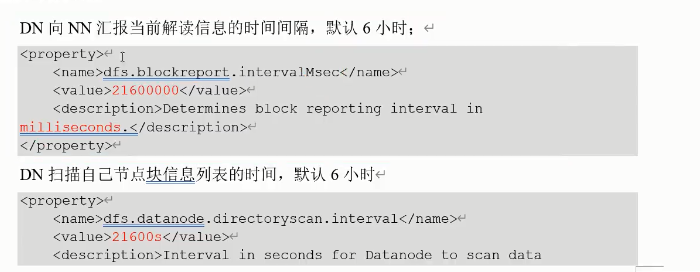 DN 向 NN 汇报当前解读信息的时间间隔，默认 6 小时；
<property>
<name>dfs.blockreport.intervalMsec</name>
<value>21600000</value>
<description>Determines block reporting interval in
milliseconds.</description>
</property>
DN 扫描自己节点块信息列表的时间，默认 6 小时
<property>
<name>dfs.datanode.directoryscan.interval</name>
<value>21600s</value>
<description>Interval in seconds for Datanode to scan data